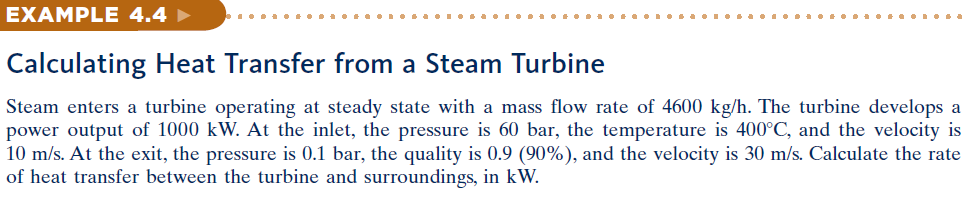 EXAMPLE 4.4 ▶
Calculating Heat Transfer from a Steam Turbine
Steam enters a turbine operating at steady state with a mass flow rate of 4600 kg/h. The turbine develops a
power output of 1000 kW. At the inlet, the pressure is 60 bar, the temperature is 400°C, and the velocity is
10 m/s. At the exit, the pressure is 0.1 bar, the quality is 0.9 (90%), and the velocity is 30 m/s. Calculate the rate
of heat transfer between the turbine and surroundings, in kW.